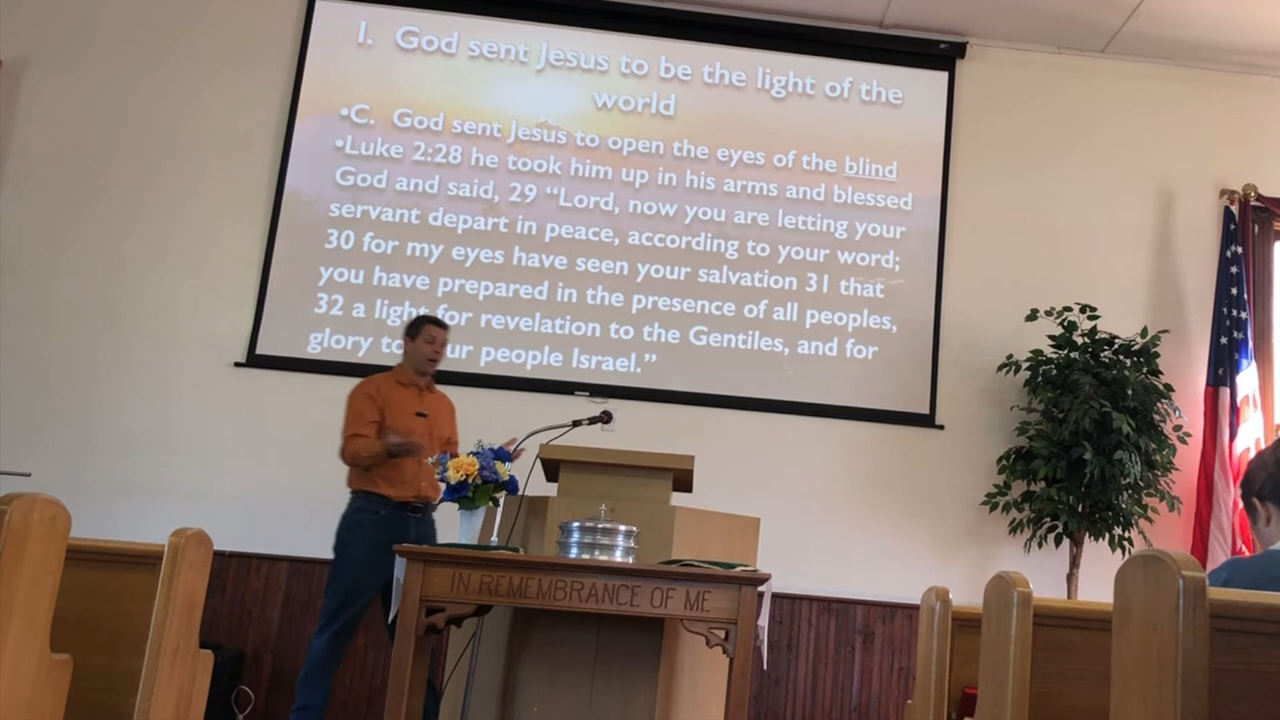 I. God sent Jesus to be the light of the
world
•C. God sent Jesus to open the eyes of the blind
•Luke 2:28 he took him up in his arms and blessed
God and said, 29 “Lord, now you are letting your
servant depart in peace, according to your word;
30 for my eyes have seen your salvation 31 that
you have prepared in the presence of all peoples,
32 a light for revelation to the Gentiles, and for
glory to your people Israel.”
IN REMEMBRANCE OF ME